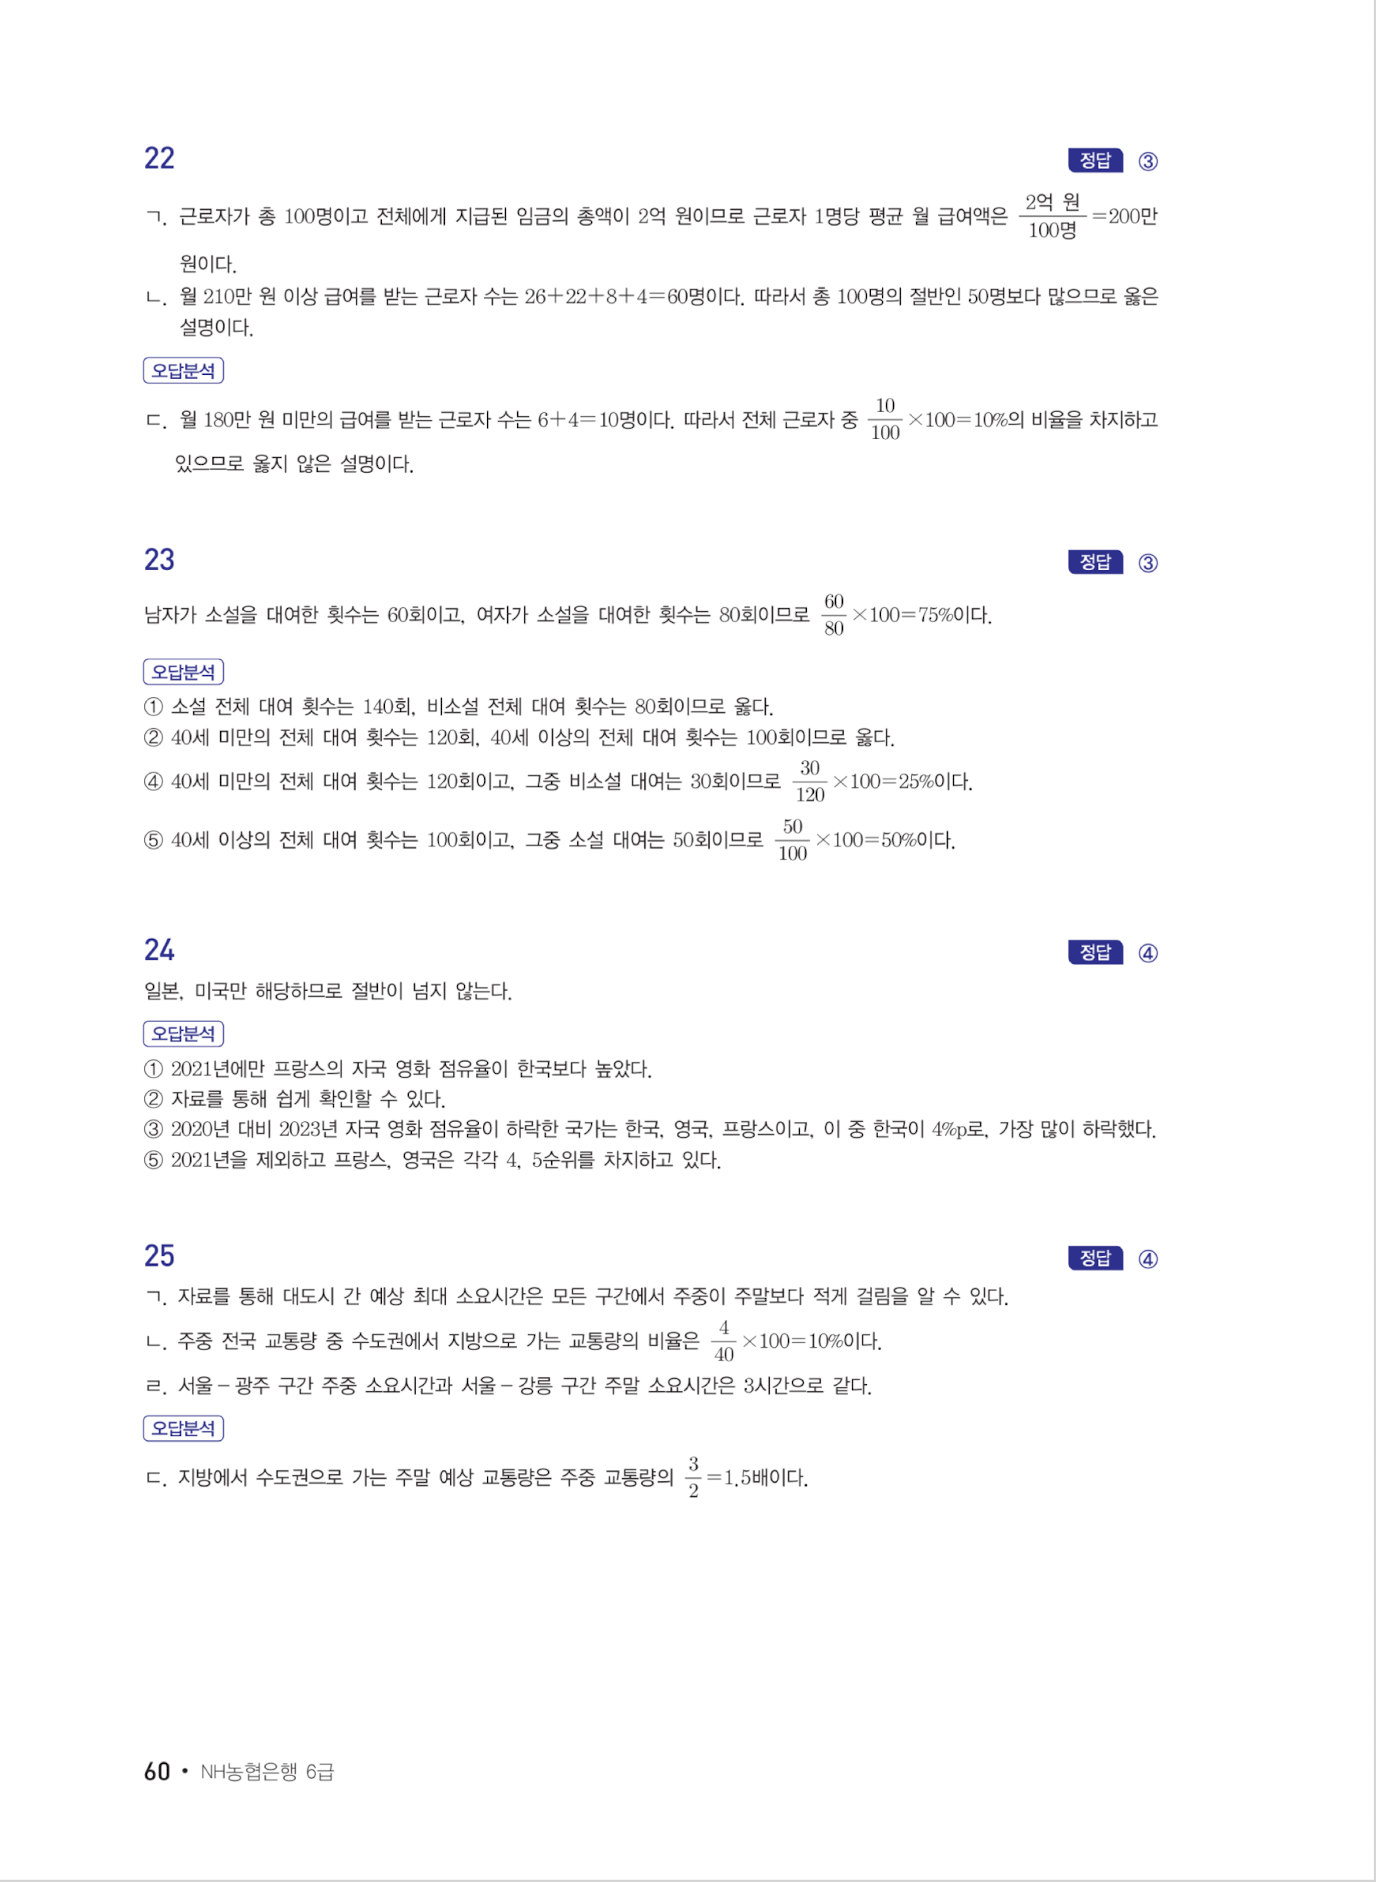 22
정답 ③
ㄱ. 근로자가 총 100명이고 전체에게 지급된 임금의 총액이 2억 원이므로 근로자 1명당 평균 월 급여액은 2억 원/100명=200만
원이다.
ㄴ. 월 210만 원 이상 급여를 받는 근로자 수는 26+22+8+4=60명이다. 따라서 총 100명의 절반인 50명보다 많으므로 옳은
설명이다.
오답분석
ㄷ. 월 180만 원 미만의 급여를 받는 근로자 수는 6+4=10명이다. 따라서 전체 근로자 중 10/100×100=10%의 비율을 차지하고
있으므로 옳지 않은 설명이다.
23
정답 ③
남자가 소설을 대여한 횟수는 60회이고, 여자가 소설을 대여한 횟수는 80회이므로 60/80×100=75%이다.
오답분석
① 소설 전체 대여 횟수는 140회, 비소설 전체 대여 횟수는 80회이므로 옳다.
② 40세 미만의 전체 대여 횟수는 120회, 40세 이상의 전체 대여 횟수는 100회이므로 옳다.
④ 40세 미만의 전체 대여 횟수는 120회이고, 그중 비소설 대여는 30회이므로 30/120×100=25%이다.
⑤ 40세 이상의 전체 대여 횟수는 100회이고, 그중 소설 대여는 50회이므로 50/100×100=50%이다.
24
정답 ④
일본, 미국만 해당하므로 절반이 넘지 않는다.
오답분석
① 2021년에만 프랑스의 자국 영화 점유율이 한국보다 높았다.
② 자료를 통해 쉽게 확인할 수 있다.
③ 2020년 대비 2023년 자국 영화 점유율이 하락한 국가는 한국, 영국, 프랑스이고, 이 중 한국이 4%p로, 가장 많이 하락했다.
⑤ 2021년을 제외하고 프랑스, 영국은 각각 4, 5순위를 차지하고 있다.
25
정답 ④
ㄱ. 자료를 통해 대도시 간 예상 최대 소요시간은 모든 구간에서 주중이 주말보다 적게 걸림을 알 수 있다.
ㄴ. 주중 전국 교통량 중 수도권에서 지방으로 가는 교통량의 비율은 4/40×100=10%이다.
ㄹ. 서울-광주 구간 주중 소요시간과 서울-강릉 구간 주말 소요시간은 3시간으로 같다.
오답분석
ㄷ. 지방에서 수도권으로 가는 주말 예상 교통량은 주중 교통량의 3/2=1.5배이다.
60 • NH농협은행 6급